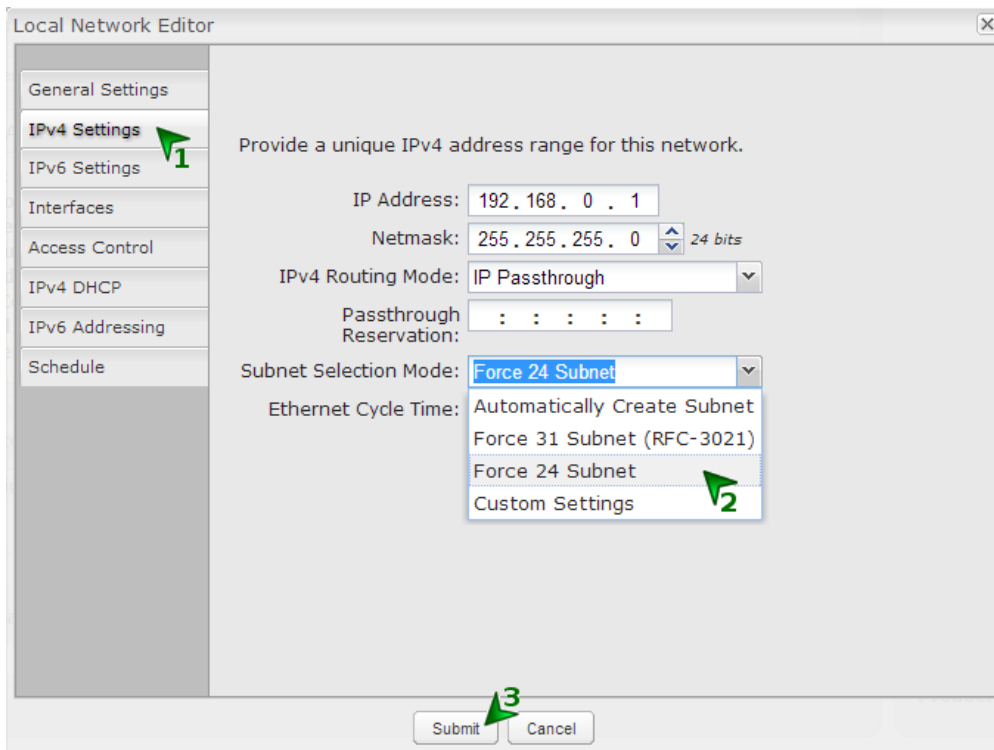 Local Network Editor
General Settings
IPv4 Settings
1
IPv6 Settings
Interfaces
Access Control
IPv4 DHCP
IPv6 Addressing
Schedule
Provide a unique IPv4 address range for this network.
IP Address: 192 . 168 . 0 . 1
Netmask: 255 . 255 . 255 . 0 24 bits
IPv4 Routing Mode: IP Passthrough
Passthrough
Reservation: : : : : :
Subnet Selection Mode: Force 24 Subnet
Ethernet Cycle Time:
Automatically Create Subnet
Force 31 Subnet (RFC-3021)
Force 24 Subnet
2
Custom Settings
3
Submit Cancel